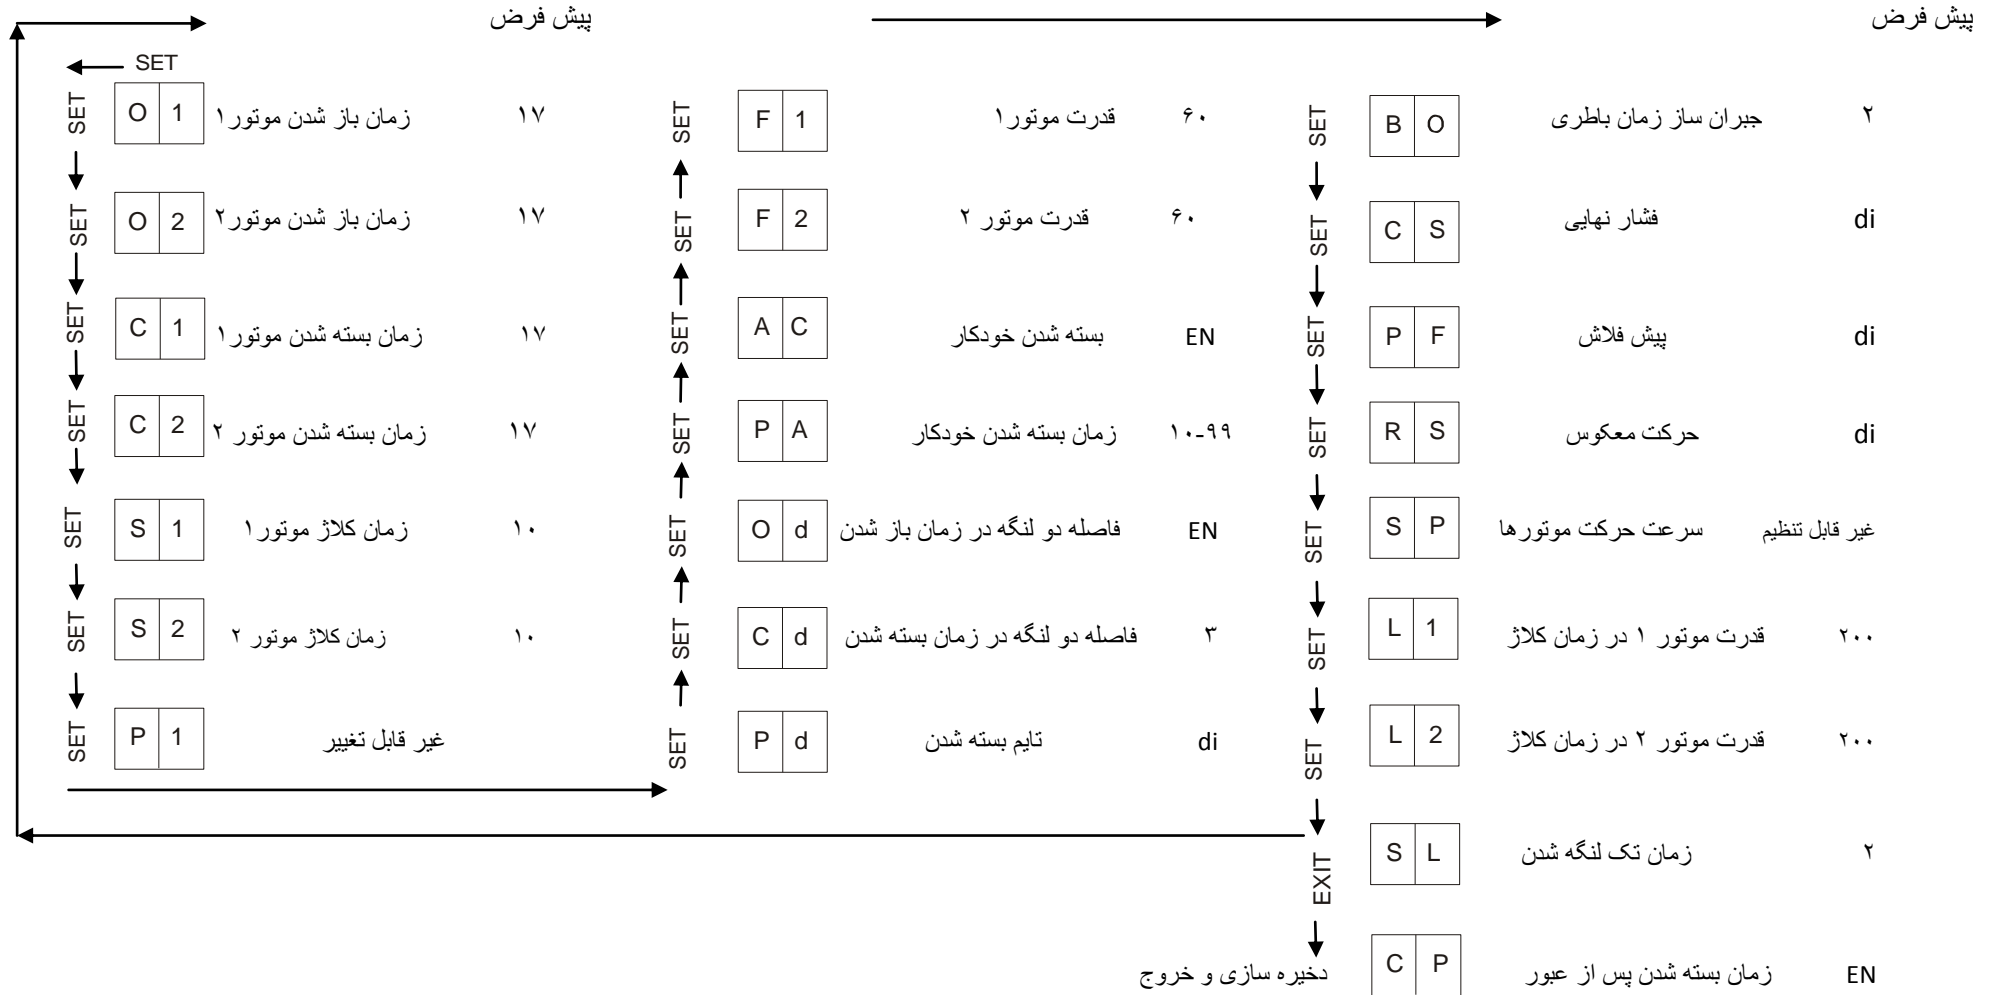 پیش فرض
پیش فرض
SET
SET O 1 زمان باز شدن موتور۱ ۱۷
SET O 2 زمان باز شدن موتور۲ ۱۷
SET C 1 زمان بسته شدن موتور۱ ۱۷
SET C 2 زمان بسته شدن موتور ۲ ۱۷
SET S 1 زمان کلاژ موتور۱ ۱۰
SET S 2 زمان کلاژ موتور ۲ ۱۰
SET P 1 غیر قابل تغییر
SET F 1 قدرت موتور۱ ۶۰
SET F 2 قدرت موتور ۲ ۶۰
SET A C بسته شدن خودکار EN
SET P A زمان بسته شدن خودکار ۱۰-۹۹
SET O d فاصله دو لنگه در زمان باز شدن EN
SET C d فاصله دو لنگه در زمان بسته شدن ۳
SET P d تایم بسته شدن di
SET B O جبران ساز زمان باطری ۲
SET C S فشار نهایی di
SET P F پیش فلاش di
SET R S حرکت معکوس di
SET S P سرعت حرکت موتورها غیر قابل تنظیم
SET L 1 قدرت موتور ۱ در زمان کلاژ ۲۰۰
SET L 2 قدرت موتور ۲ در زمان کلاژ ۲۰۰
EXIT S L زمان تک لنگه شدن ۲
دخیره سازی و خروج C P زمان بسته شدن پس از عبور EN